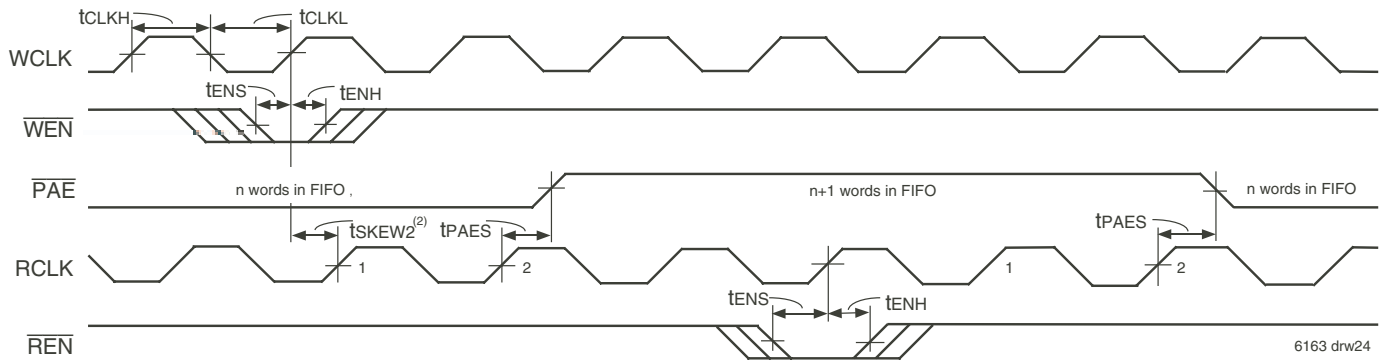 tCLKH tCLKL
WCLK
tENS tENH
WEN
PAE n words in FIFO , n+1 words in FIFO n words in FIFO
tSKEW2(2) tPAES tPAES
RCLK 1 2 1 2
tENS tENH
REN
6163 drw24